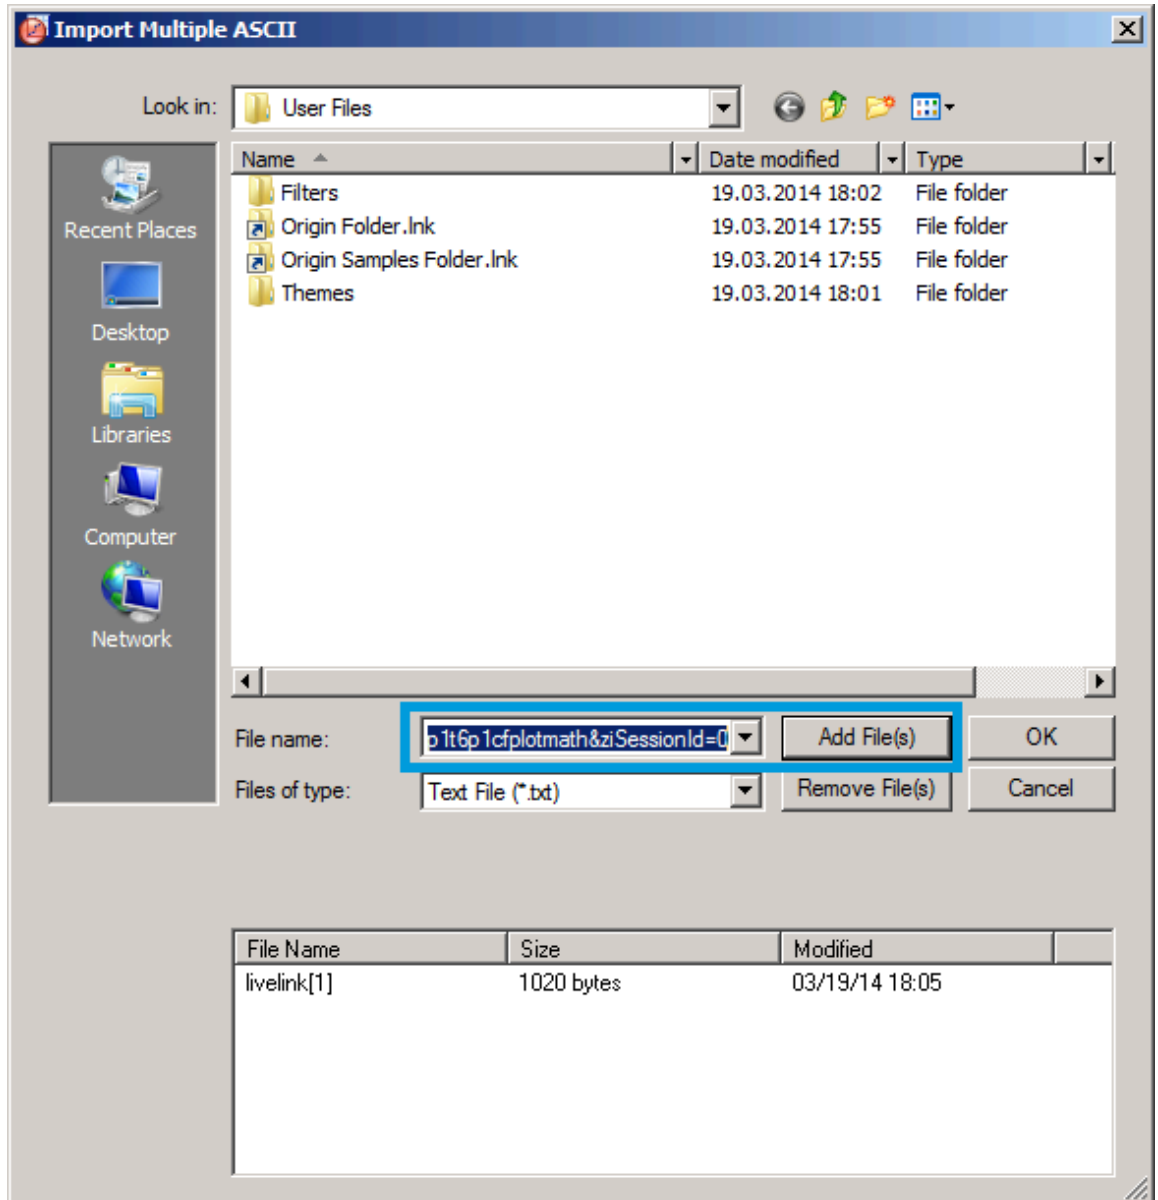 Import Multiple ASCII
Look in: User Files
Name Date modified Type
Filters 19.03.2014 18:02 File folder
Origin Folder.lnk 19.03.2014 17:55 File folder
Origin Samples Folder.lnk 19.03.2014 17:55 File folder
Themes 19.03.2014 18:01 File folder
Recent Places
Desktop
Libraries
Computer
Network
File name: p1t6p1cfplotmath&ziSessionId=0 Add File(s) OK
Files of type: Text File (*.txt) Remove File(s) Cancel
File Name Size Modified
livelink[1] 1020 bytes 03/19/14 18:05